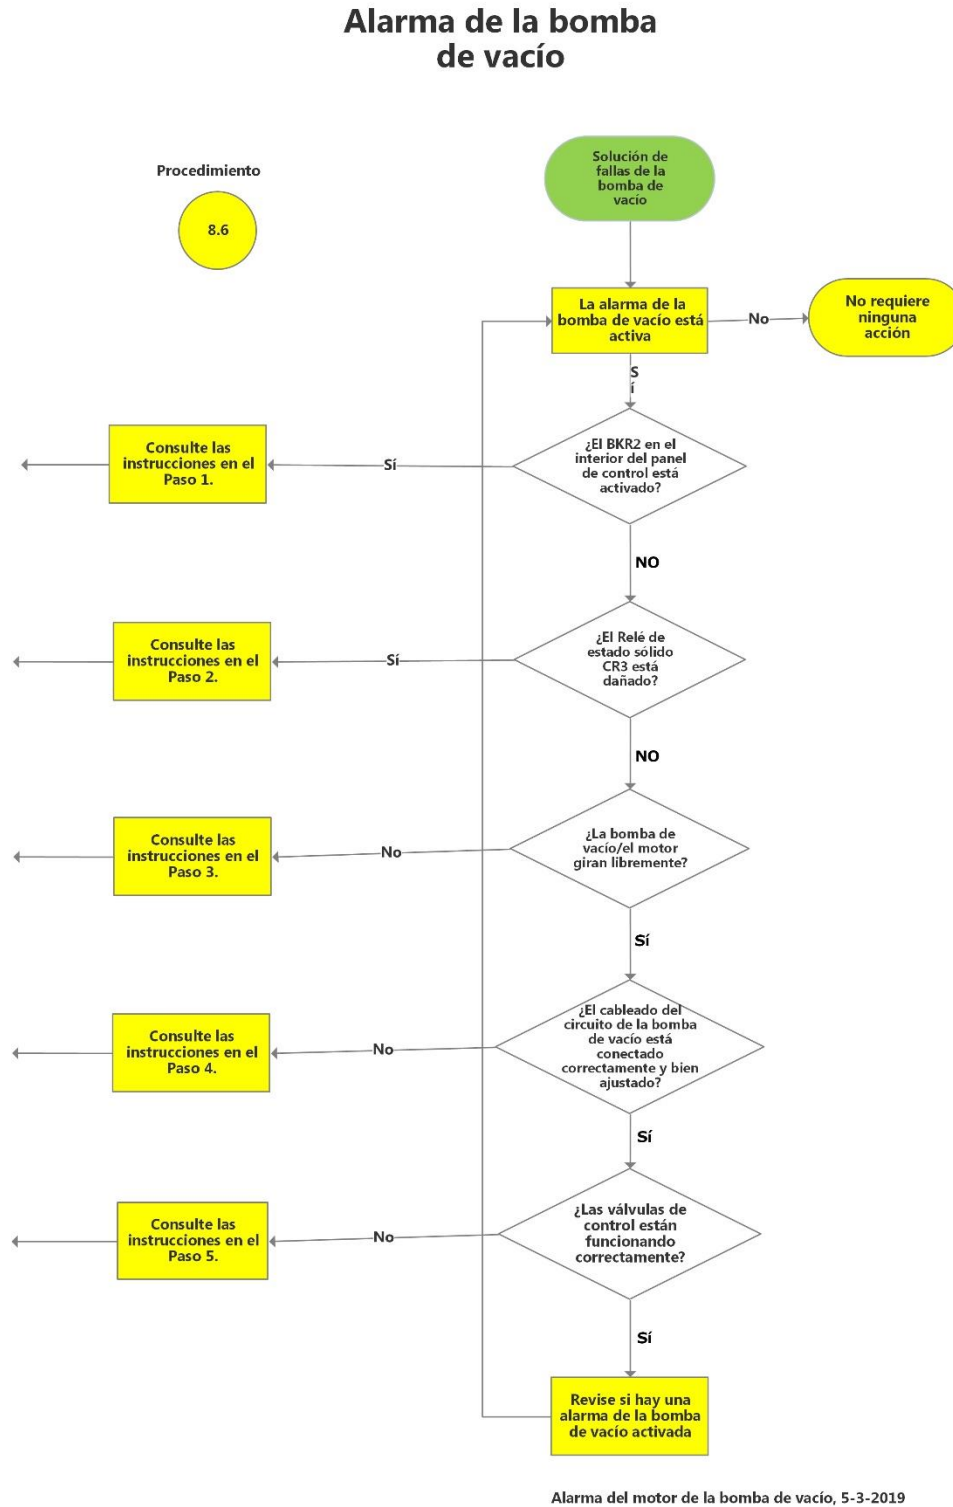 Alarma de la bomba
de vacío
Procedimiento
8.6
Solución de
fallas de la
bomba de
vacío
La alarma de la
bomba de vacío está
activa
No
No requiere
ninguna
acción
S
í
¿El BKR2 en el
interior del panel
de control está
activado?
Sí
Consulte las
instrucciones en el
Paso 1.
NO
¿El Relé de
estado sólido
CR3 está
dañado?
Sí
Consulte las
instrucciones en el
Paso 2.
NO
¿La bomba de
vacío/el motor
giran libremente?
No
Consulte las
instrucciones en el
Paso 3.
Sí
¿El cableado del
circuito de la bomba
de vacío está
conectado
correctamente y bien
ajustado?
No
Consulte las
instrucciones en el
Paso 4.
Sí
¿Las válvulas de
control están
funcionando
correctamente?
No
Consulte las
instrucciones en el
Paso 5.
Sí
Revise si hay una
alarma de la bomba
de vacío activada
Alarma del motor de la bomba de vacío, 5-3-2019